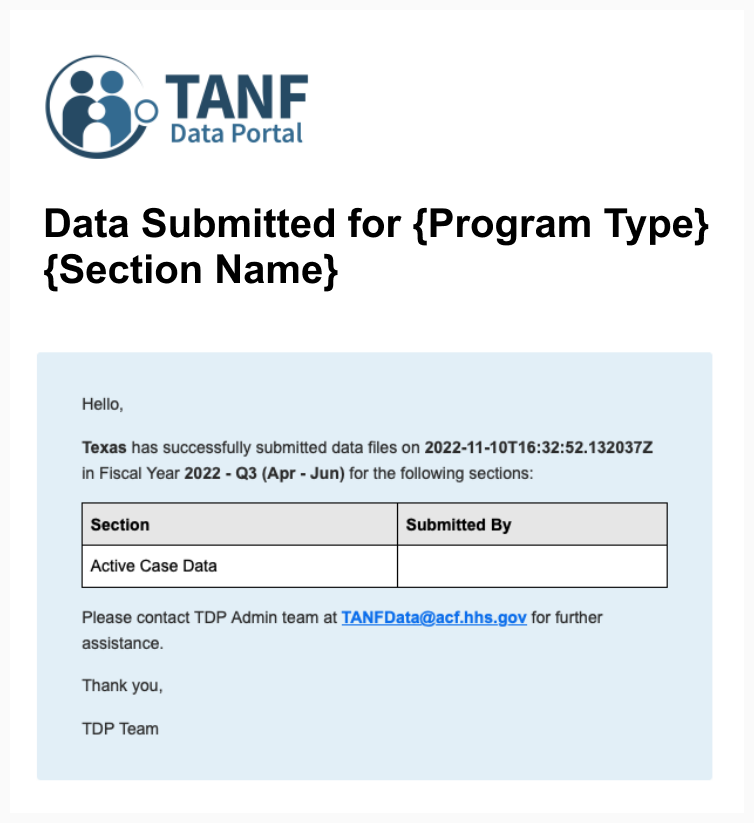 TANF
Data Portal
Data Submitted for {Program Type}
{Section Name}
Hello,
Texas has successfully submitted data files on 2022-11-10T16:32:52.132037Z
in Fiscal Year 2022 - Q3 (Apr - Jun) for the following sections:
Section Submitted By
Active Case Data
Please contact TDP Admin team at TANFData@acf.hhs.gov for further
assistance.
Thank you,
TDP Team